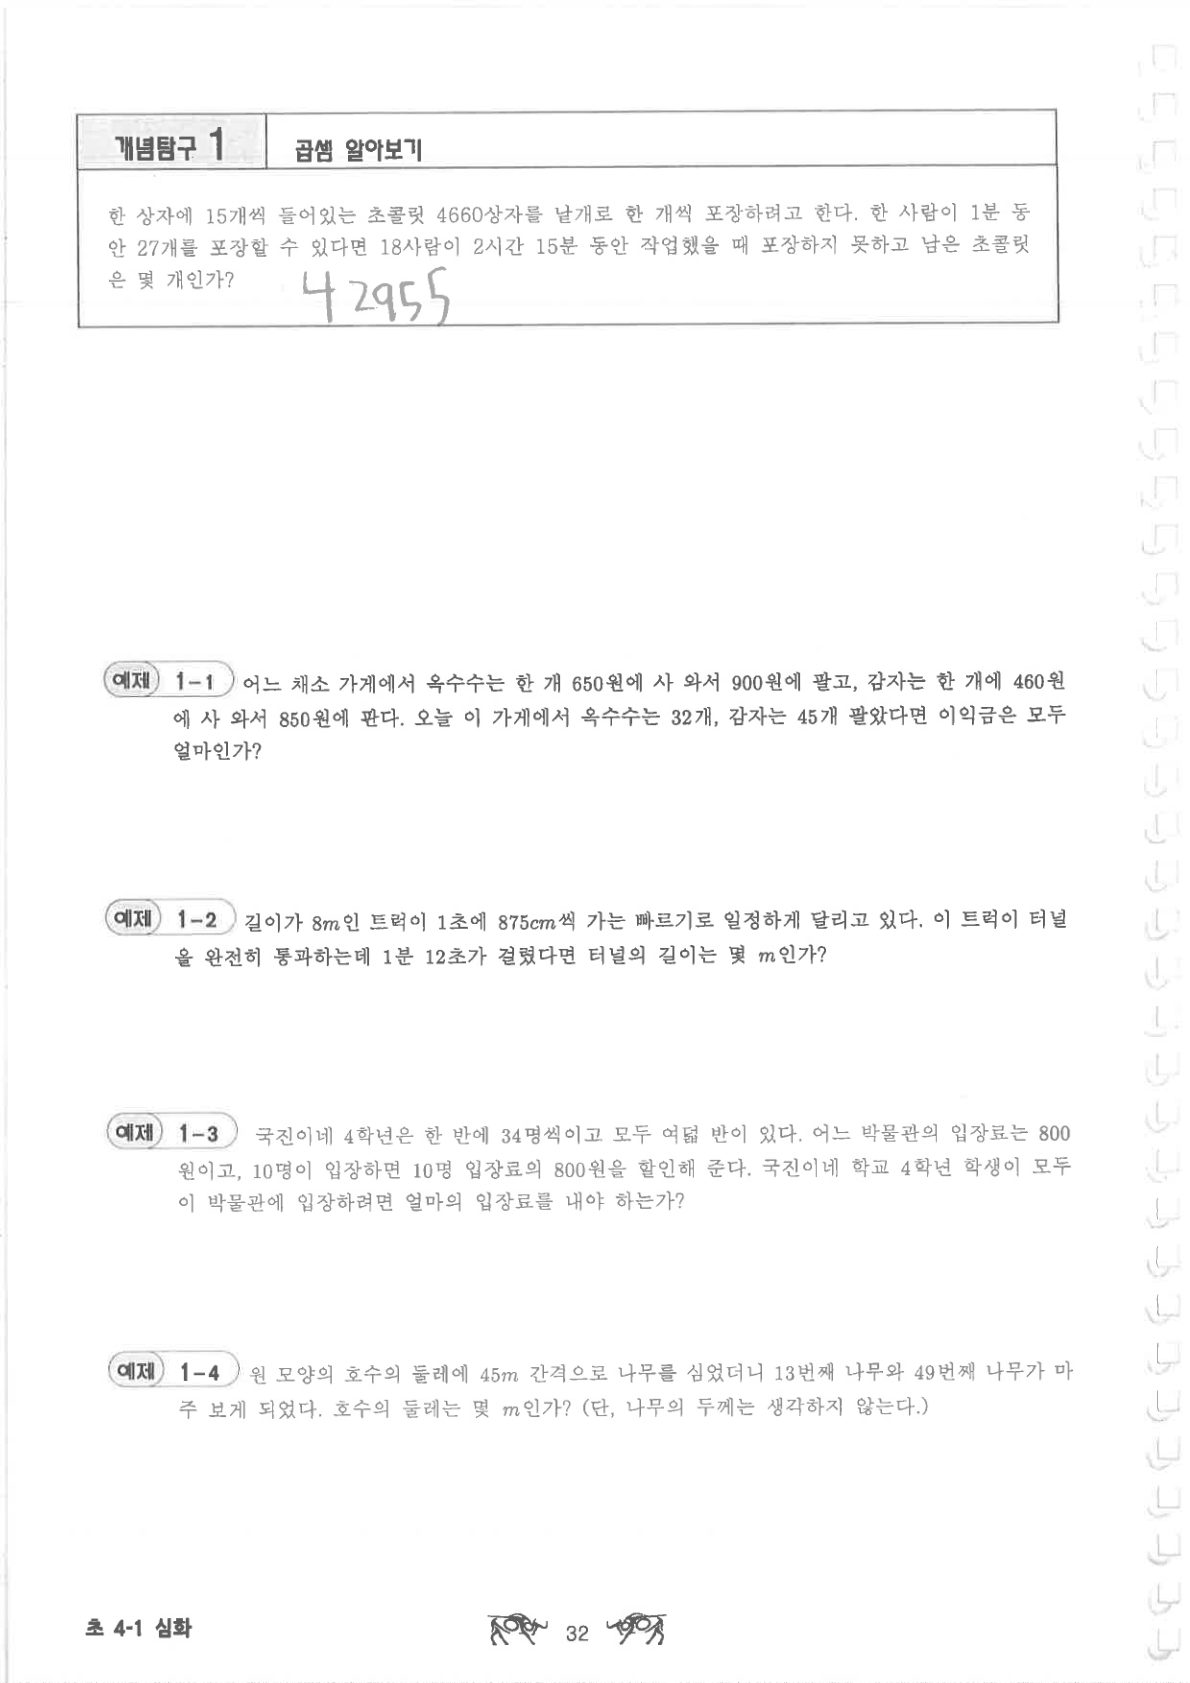 개념탐구 1 곱셈 알아보기
한 상자에 15개씩 들어있는 초콜릿 4660상자를 낱개로 한 개씩 포장하려고 한다. 한 사람이 1분 동
안 27개를 포장할 수 있다면 18사람이 2시간 15분 동안 작업했을 때 포장하지 못하고 남은 초콜릿
은 몇 개인가?
42955
예제 1-1 어느 채소 가게에서 옥수수는 한 개 650원에 사 와서 900원에 팔고, 감자는 한 개에 460원
에 사 와서 850원에 판다. 오늘 이 가게에서 옥수수는 32개, 감자는 45개 팔았다면 이익금은 모두
얼마인가?
예제 1-2 길이가 8m인 트럭이 1초에 875cm씩 가는 빠르기로 일정하게 달리고 있다. 이 트럭이 터널
을 완전히 통과하는데 1분 12초가 걸렸다면 터널의 길이는 몇 m인가?
예제 1-3 국진이네 4학년은 한 반에 34명씩이고 모두 여덟 반이 있다. 어느 박물관의 입장료는 800
원이고, 10명이 입장하면 10명 입장료의 800원을 할인해 준다. 국진이네 학교 4학년 학생이 모두
이 박물관에 입장하려면 얼마의 입장료를 내야 하는가?
예제 1-4 원 모양의 호수의 둘레에 45m 간격으로 나무를 심었더니 13번째 나무와 49번째 나무가 마
주 보게 되었다. 호수의 둘레는 몇 m인가? (단, 나무의 두께는 생각하지 않는다.)
초 4-1 심화
32